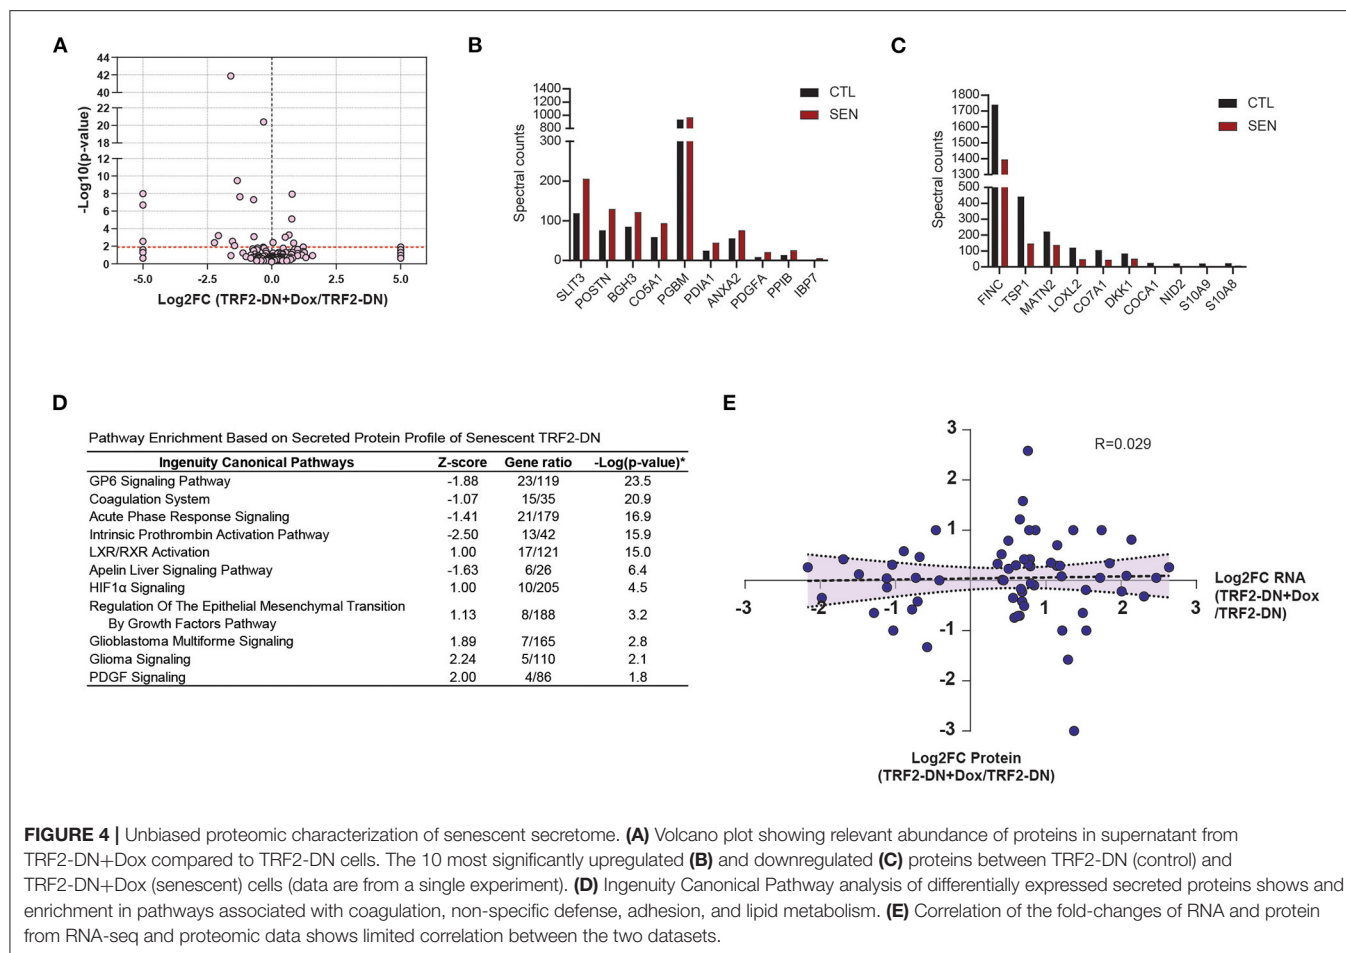 A
44
42
40
22
20
18
12
10
8
6
4
2
0
-Log10(p-value)
-5.0
-2.5
0.0
2.5
5.0
Log2FC (TRF2-DN+Dox/TRF2-DN)
B
1400
1200
1000
800
300
200
100
0
Spectral counts
CTL
SEN
SLIT3
POSTN
BGH3
CO5A1
PGBM
PDIA1
ANXA2
PDGFA
PPIB
IBP7
C
1800
1700
1600
1500
1400
1300
500
400
300
200
100
0
Spectral counts
CTL
SEN
FINC
TSP1
MATN2
LOXL2
CO7A1
DKK1
COCA1
NID2
S10A9
S10A8
D
Pathway Enrichment Based on Secreted Protein Profile of Senescent TRF2-DN
Ingenuity Canonical Pathways Z-score Gene ratio -Log(p-value)*
GP6 Signaling Pathway -1.88 23/119 23.5
Coagulation System -1.07 15/35 20.9
Acute Phase Response Signaling -1.41 21/179 16.9
Intrinsic Prothrombin Activation Pathway -2.50 13/42 15.9
LXR/RXR Activation 1.00 17/121 15.0
Apelin Liver Signaling Pathway -1.63 6/26 6.4
HIF1α Signaling 1.00 10/205 4.5
Regulation Of The Epithelial Mesenchymal Transition
By Growth Factors Pathway 1.13 8/188 3.2
Glioblastoma Multiforme Signaling 1.89 7/165 2.8
Glioma Signaling 2.24 5/110 2.1
PDGF Signaling 2.00 4/86 1.8
E
3
2
1
-1
-2
-3
R=0.029
-3
-2
-1
1
2
3
Log2FC RNA
(TRF2-DN+Dox
/TRF2-DN)
Log2FC Protein
(TRF2-DN+Dox/TRF2-DN)
FIGURE 4 | Unbiased proteomic characterization of senescent secretome. (A) Volcano plot showing relevant abundance of proteins in supernatant from
TRF2-DN+Dox compared to TRF2-DN cells. The 10 most significantly upregulated (B) and downregulated (C) proteins between TRF2-DN (control) and
TRF2-DN+Dox (senescent) cells (data are from a single experiment). (D) Ingenuity Canonical Pathway analysis of differentially expressed secreted proteins shows and
enrichment in pathways associated with coagulation, non-specific defense, adhesion, and lipid metabolism. (E) Correlation of the fold-changes of RNA and protein
from RNA-seq and proteomic data shows limited correlation between the two datasets.